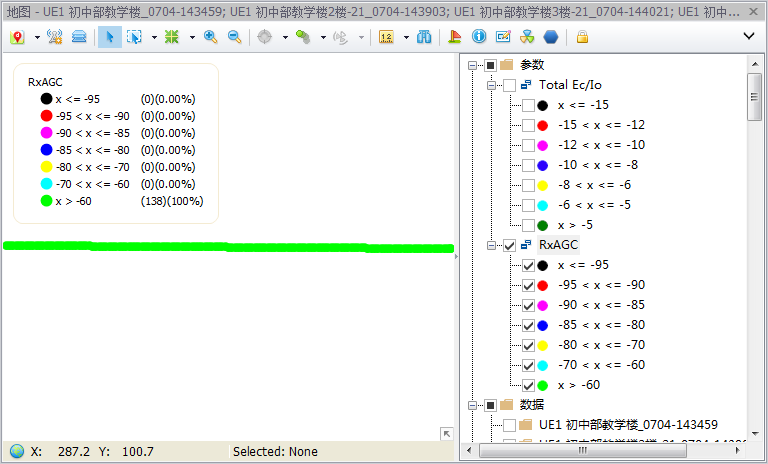 地图 - UE1 初中部教学楼_0704-143459; UE1 初中部教学楼2楼-21_0704-143903; UE1 初中部教学楼3楼-21_0704-144021; UE1 初中...
1.2
RxAGC
x <= -95 (0)(0.00%)
-95 < x <= -90 (0)(0.00%)
-90 < x <= -85 (0)(0.00%)
-85 < x <= -80 (0)(0.00%)
-80 < x <= -70 (0)(0.00%)
-70 < x <= -60 (0)(0.00%)
x > -60 (138)(100%)
参数
Total Ec/Io
x <= -15
-15 < x <= -12
-12 < x <= -10
-10 < x <= -8
-8 < x <= -6
-6 < x <= -5
x > -5
RxAGC
x <= -95
-95 < x <= -90
-90 < x <= -85
-85 < x <= -80
-80 < x <= -70
-70 < x <= -60
x > -60
数据
UE1 初中部教学楼_0704-143459
X: 287.2 Y: 100.7 Selected: None